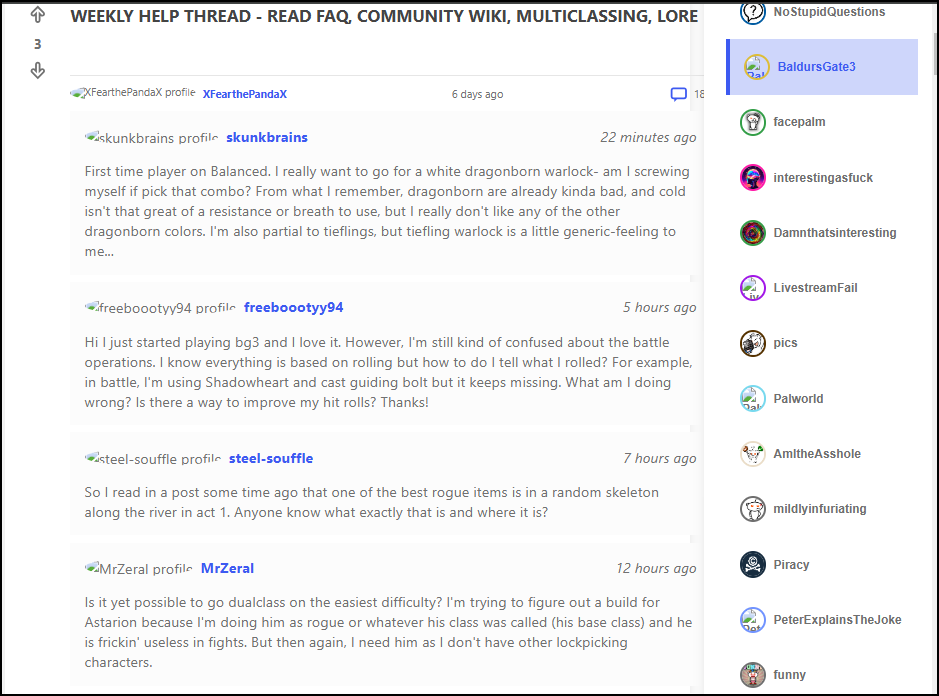 WEEKLY HELP THREAD - READ FAQ, COMMUNITY WIKI, MULTICLASSING, LORE
3
XFearthePandaX profile XFearthePandaX 6 days ago 18
skunkbrains profile skunkbrains 22 minutes ago
First time player on Balanced. I really want to go for a white dragonborn warlock- am I screwing
myself if pick that combo? From what I remember, dragonborn are already kinda bad, and cold
isn't that great of a resistance or breath to use, but I really don't like any of the other
dragonborn colors. I'm also partial to tieflings, but tiefling warlock is a little generic-feeling to
me...
freeboootyy94 profile freeboootyy94 5 hours ago
Hi I just started playing bg3 and I love it. However, I'm still kind of confused about the battle
operations. I know everything is based on rolling but how to do I tell what I rolled? For example,
in battle, I'm using Shadowheart and cast guiding bolt but it keeps missing. What am I doing
wrong? Is there a way to improve my hit rolls? Thanks!
steel-souffle profile steel-souffle 7 hours ago
So I read in a post some time ago that one of the best rogue items is in a random skeleton
along the river in act 1. Anyone know what exactly that is and where it is?
MrZeral profile MrZeral 12 hours ago
Is it yet possible to go dualclass on the easiest difficulty? I'm trying to figure out a build for
Astarion because I'm doing him as rogue or whatever his class was called (his base class) and he
is frickin' useless in fights. But then again, I need him as I don't have other lockpicking
characters.
NoStupidQuestions
BaldursGate3
facepalm
interestingasfuck
Damnthatsinteresting
LivestreamFail
pics
Palworld
AmItheAsshole
mildlyinfuriating
Piracy
PeterExplainsTheJoke
funny